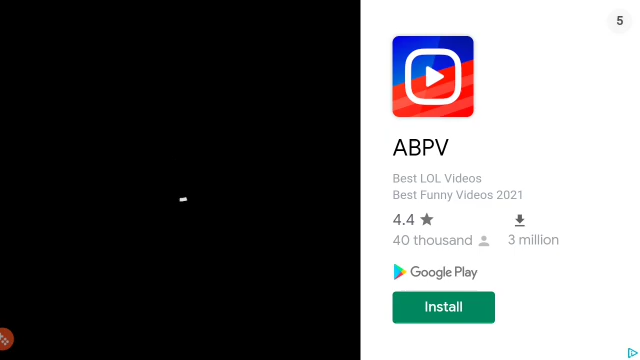 5
ABPV
Best LOL Videos
Best Funny Videos 2021
4.4
40 thousand
3 million
Google Play
Install